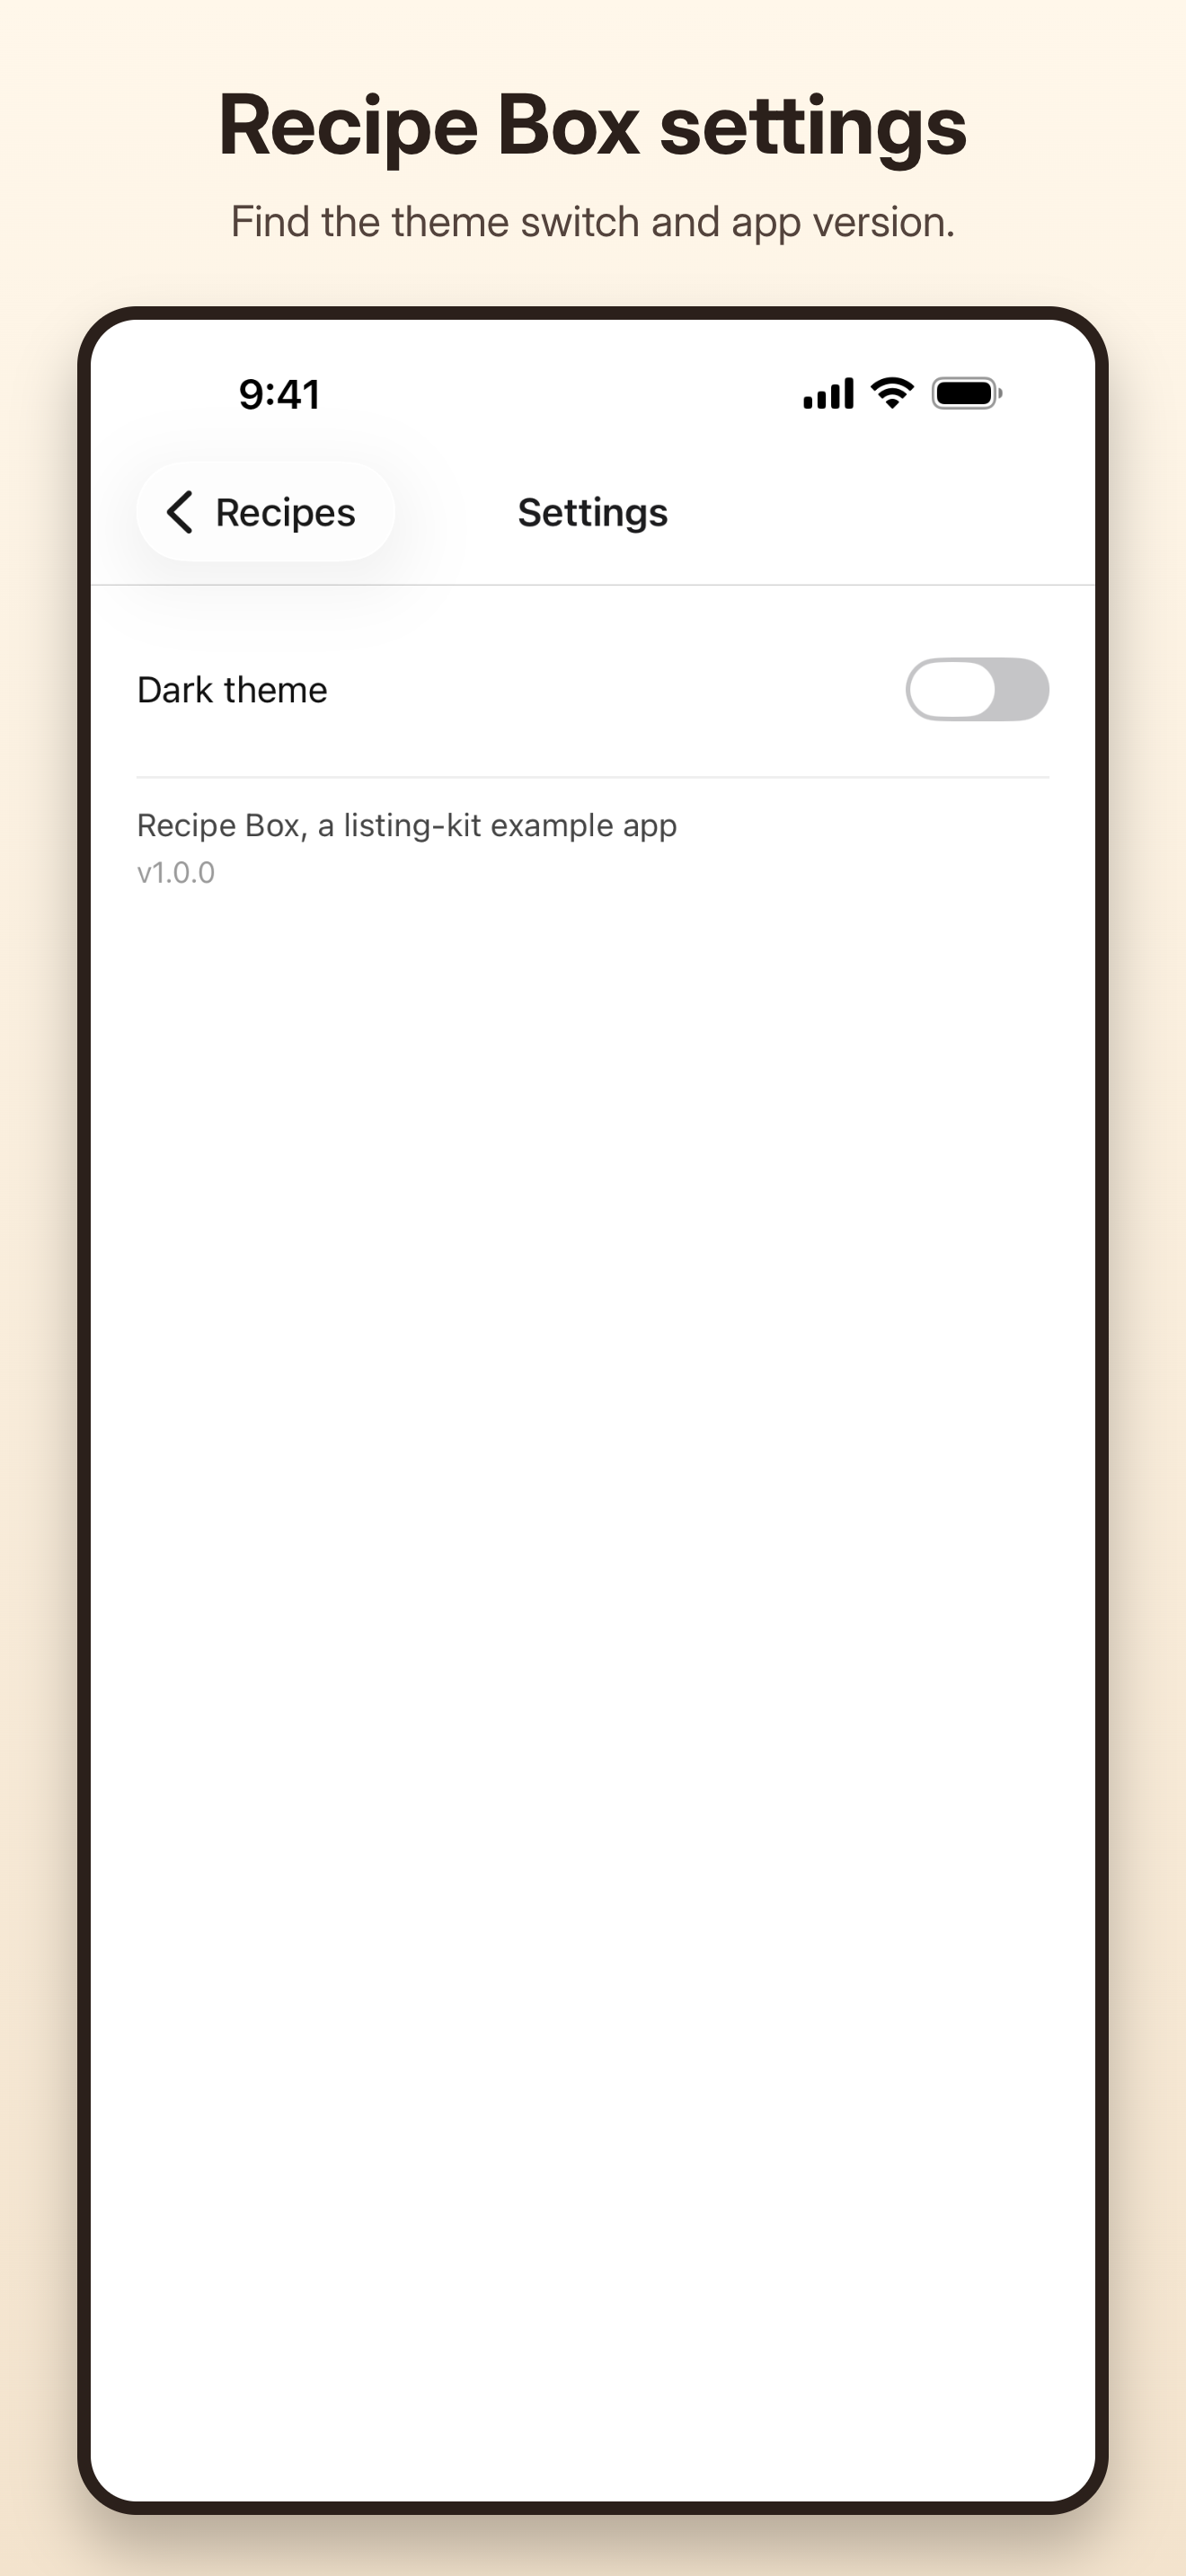 Recipe Box settings
Find the theme switch and app version.
9:41
Recipes
Settings
Dark theme
Recipe Box, a listing-kit example app
v1.0.0